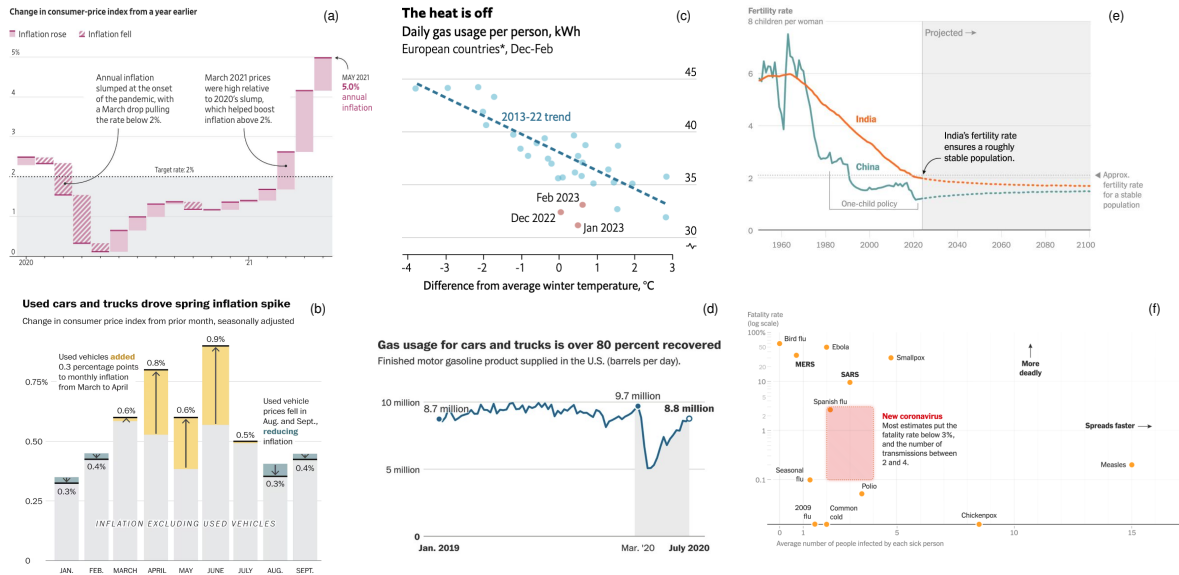 Change in consumer-price index from a year earlier
(a)
Inflation rose
Inflation fell
5%
4
3
2
1
0
Annual inflation
slumped at the onset
of the pandemic, with
a March drop pulling
the rate below 2%.
March 2021 prices
were high relative
to 2020's slump,
which helped boost
inflation above 2%.
MAY 2021
5.0%
annual
inflation
Target rate: 2%
2020
'21
Used cars and trucks drove spring inflation spike
(b)
Change in consumer price index from prior month, seasonally adjusted
Used vehicles added
0.3 percentage points
to monthly inflation
from March to April
Used vehicle
prices fell in
Aug. and Sept.,
reducing
inflation
0.75%
0.50
0.25
0
0.3%
0.4%
0.6%
0.8%
0.6%
0.9%
0.5%
0.3%
0.4%
INFLATION EXCLUDING USED VEHICLES
JAN.
FEB.
MARCH
APRIL
MAY
JUNE
JULY
AUG.
SEPT.
The heat is off
(c)
Daily gas usage per person, kWh
European countries*, Dec-Feb
45
40
35
30
2013-22 trend
Feb 2023
Dec 2022
Jan 2023
-4
-3
-2
-1
0
1
2
3
Difference from average winter temperature, °C
(d)
Gas usage for cars and trucks is over 80 percent recovered
Finished motor gasoline product supplied in the U.S. (barrels per day).
10 million
8.7 million
9.7 million
8.8 million
5 million
0
Jan. 2019
Mar. '20
July 2020
Fertility rate
(e)
8 children per woman
6
4
2
0
Projected
India
China
India's fertility rate
ensures a roughly
stable population.
One-child policy
Approx.
fertility rate
for a stable
population
1960
1980
2000
2020
2040
2060
2080
2100
(f)
Fatality rate
(log scale)
100%
50
20
10
5
2
1
0.1
Bird flu
MERS
Ebola
Smallpox
SARS
Spanish flu
More
deadly
New coronavirus
Most estimates put the
fatality rate below 3%,
and the number of
transmissions between
2 and 4.
Spreads faster
Seasonal
flu
Polio
Measles
2009
flu
Common
cold
Chickenpox
0
1
5
10
15
Average number of people infected by each sick person